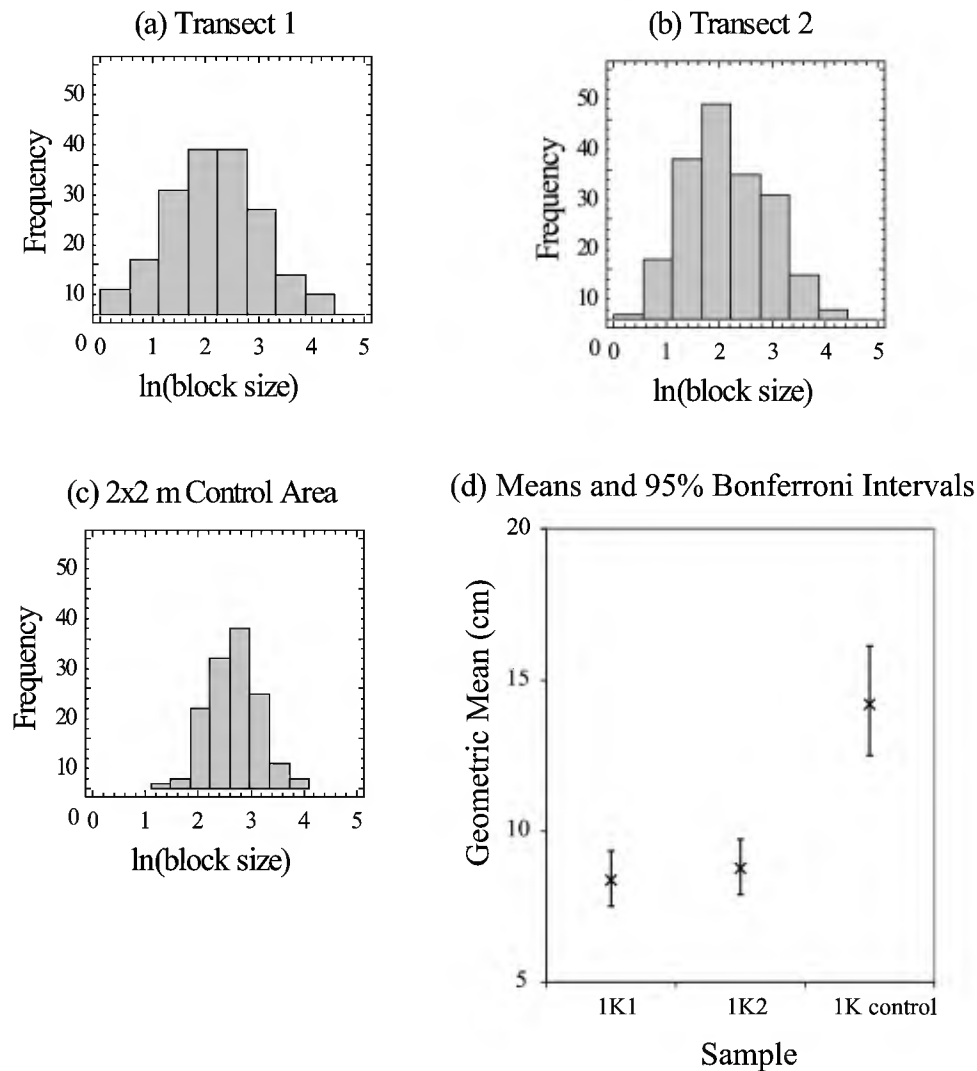 (a) Transect 1
50
40
30
20
10
0
Frequency
0 1 2 3 4 5
ln(block size)
(b) Transect 2
50
40
30
20
10
0
Frequency
0 1 2 3 4 5
ln(block size)
(c) 2x2 m Control Area
50
40
30
20
10
0
Frequency
0 1 2 3 4 5
ln(block size)
(d) Means and 95% Bonferroni Intervals
20
15
10
5
Geometric Mean (cm)
1K1 1K2 1K control
Sample